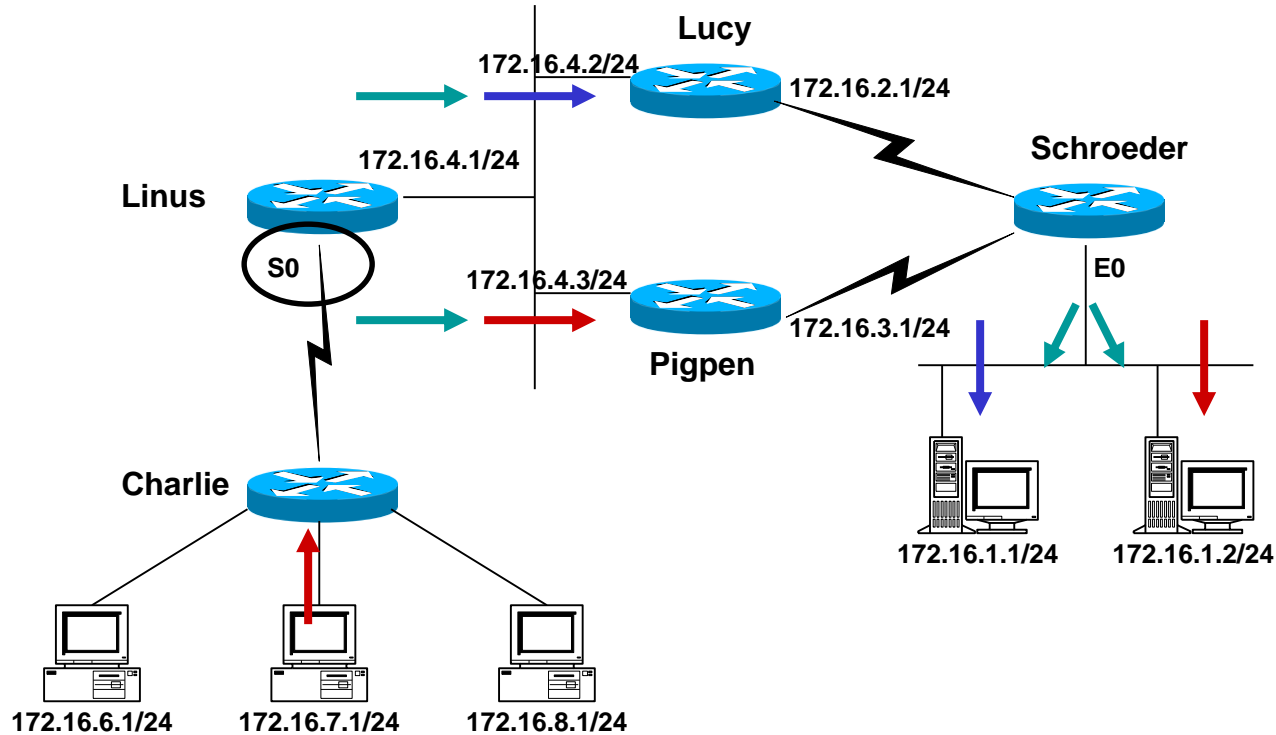 Lucy
172.16.4.2/24
172.16.2.1/24
172.16.4.1/24
Schroeder
Linus
S0
172.16.4.3/24
E0
172.16.3.1/24
Pigpen
Charlie
172.16.1.1/24
172.16.1.2/24
172.16.6.1/24
172.16.7.1/24
172.16.8.1/24